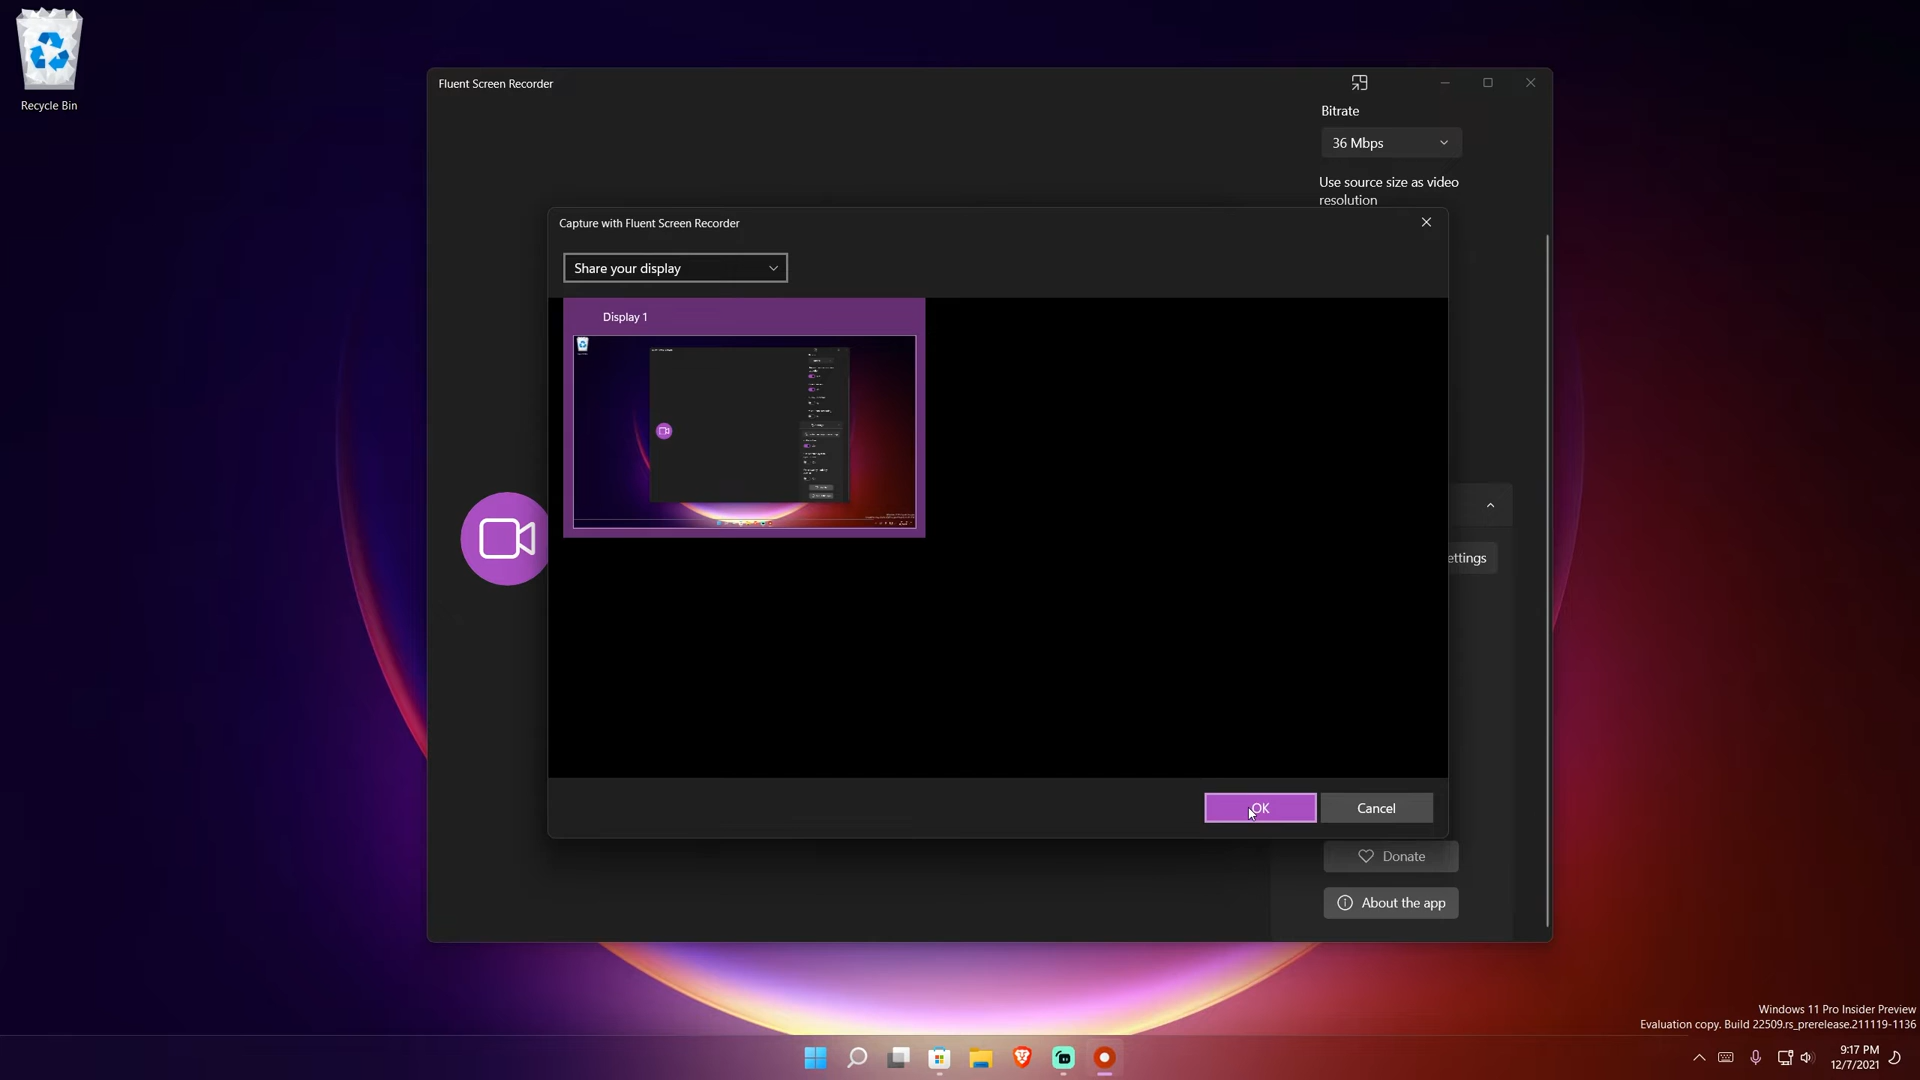 Recycle Bin
Fluent Screen Recorder
Bitrate
36 Mbps
Use source size as video
resolution
Capture with Fluent Screen Recorder
Share your display
Display 1
ettings
OK
Cancel
Donate
About the app
Windows 11 Pro Insider Preview
Evaluation copy. Build 22509.rs_prerelease.211119-1136
9:17 PM
12/7/2021